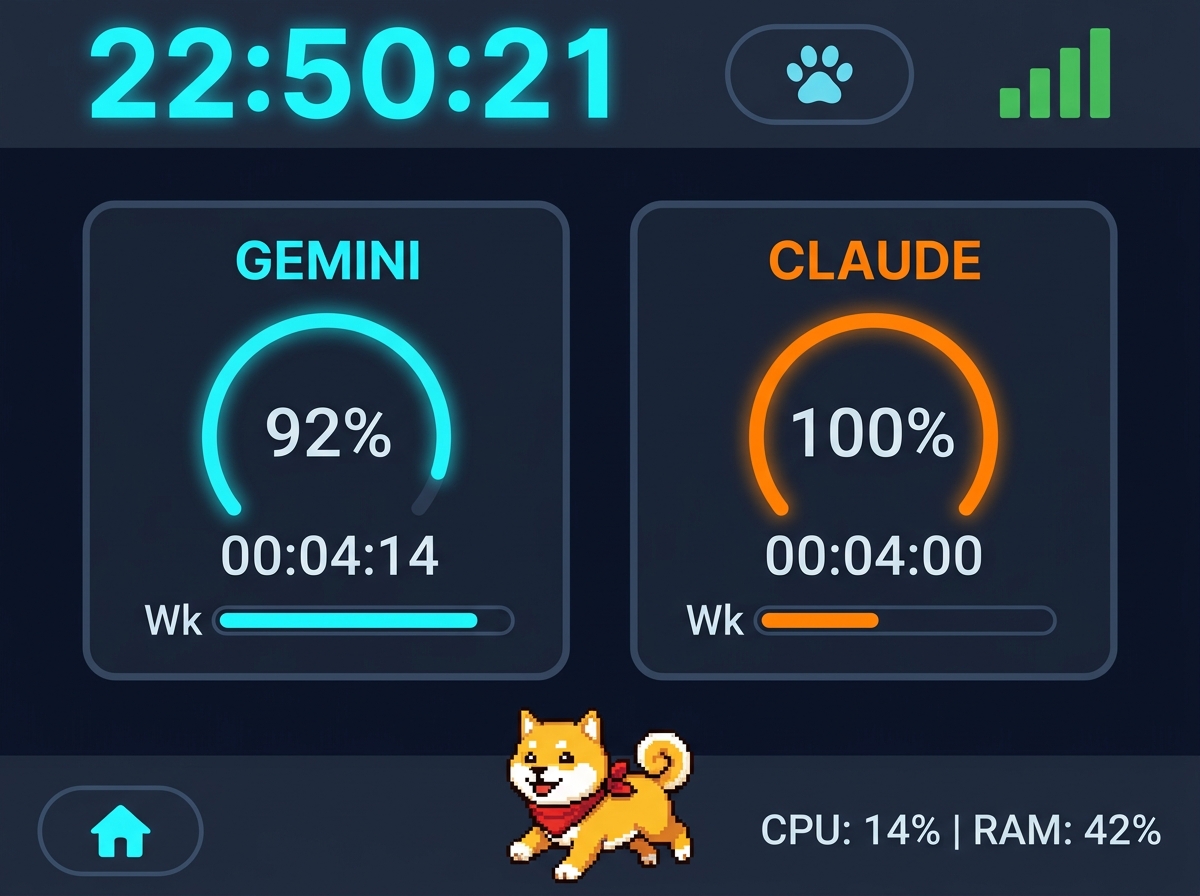 22:50:21
GEMINI
92%
00:04:14
Wk
CLAUDE
100%
00:04:00
Wk
CPU: 14% | RAM: 42%